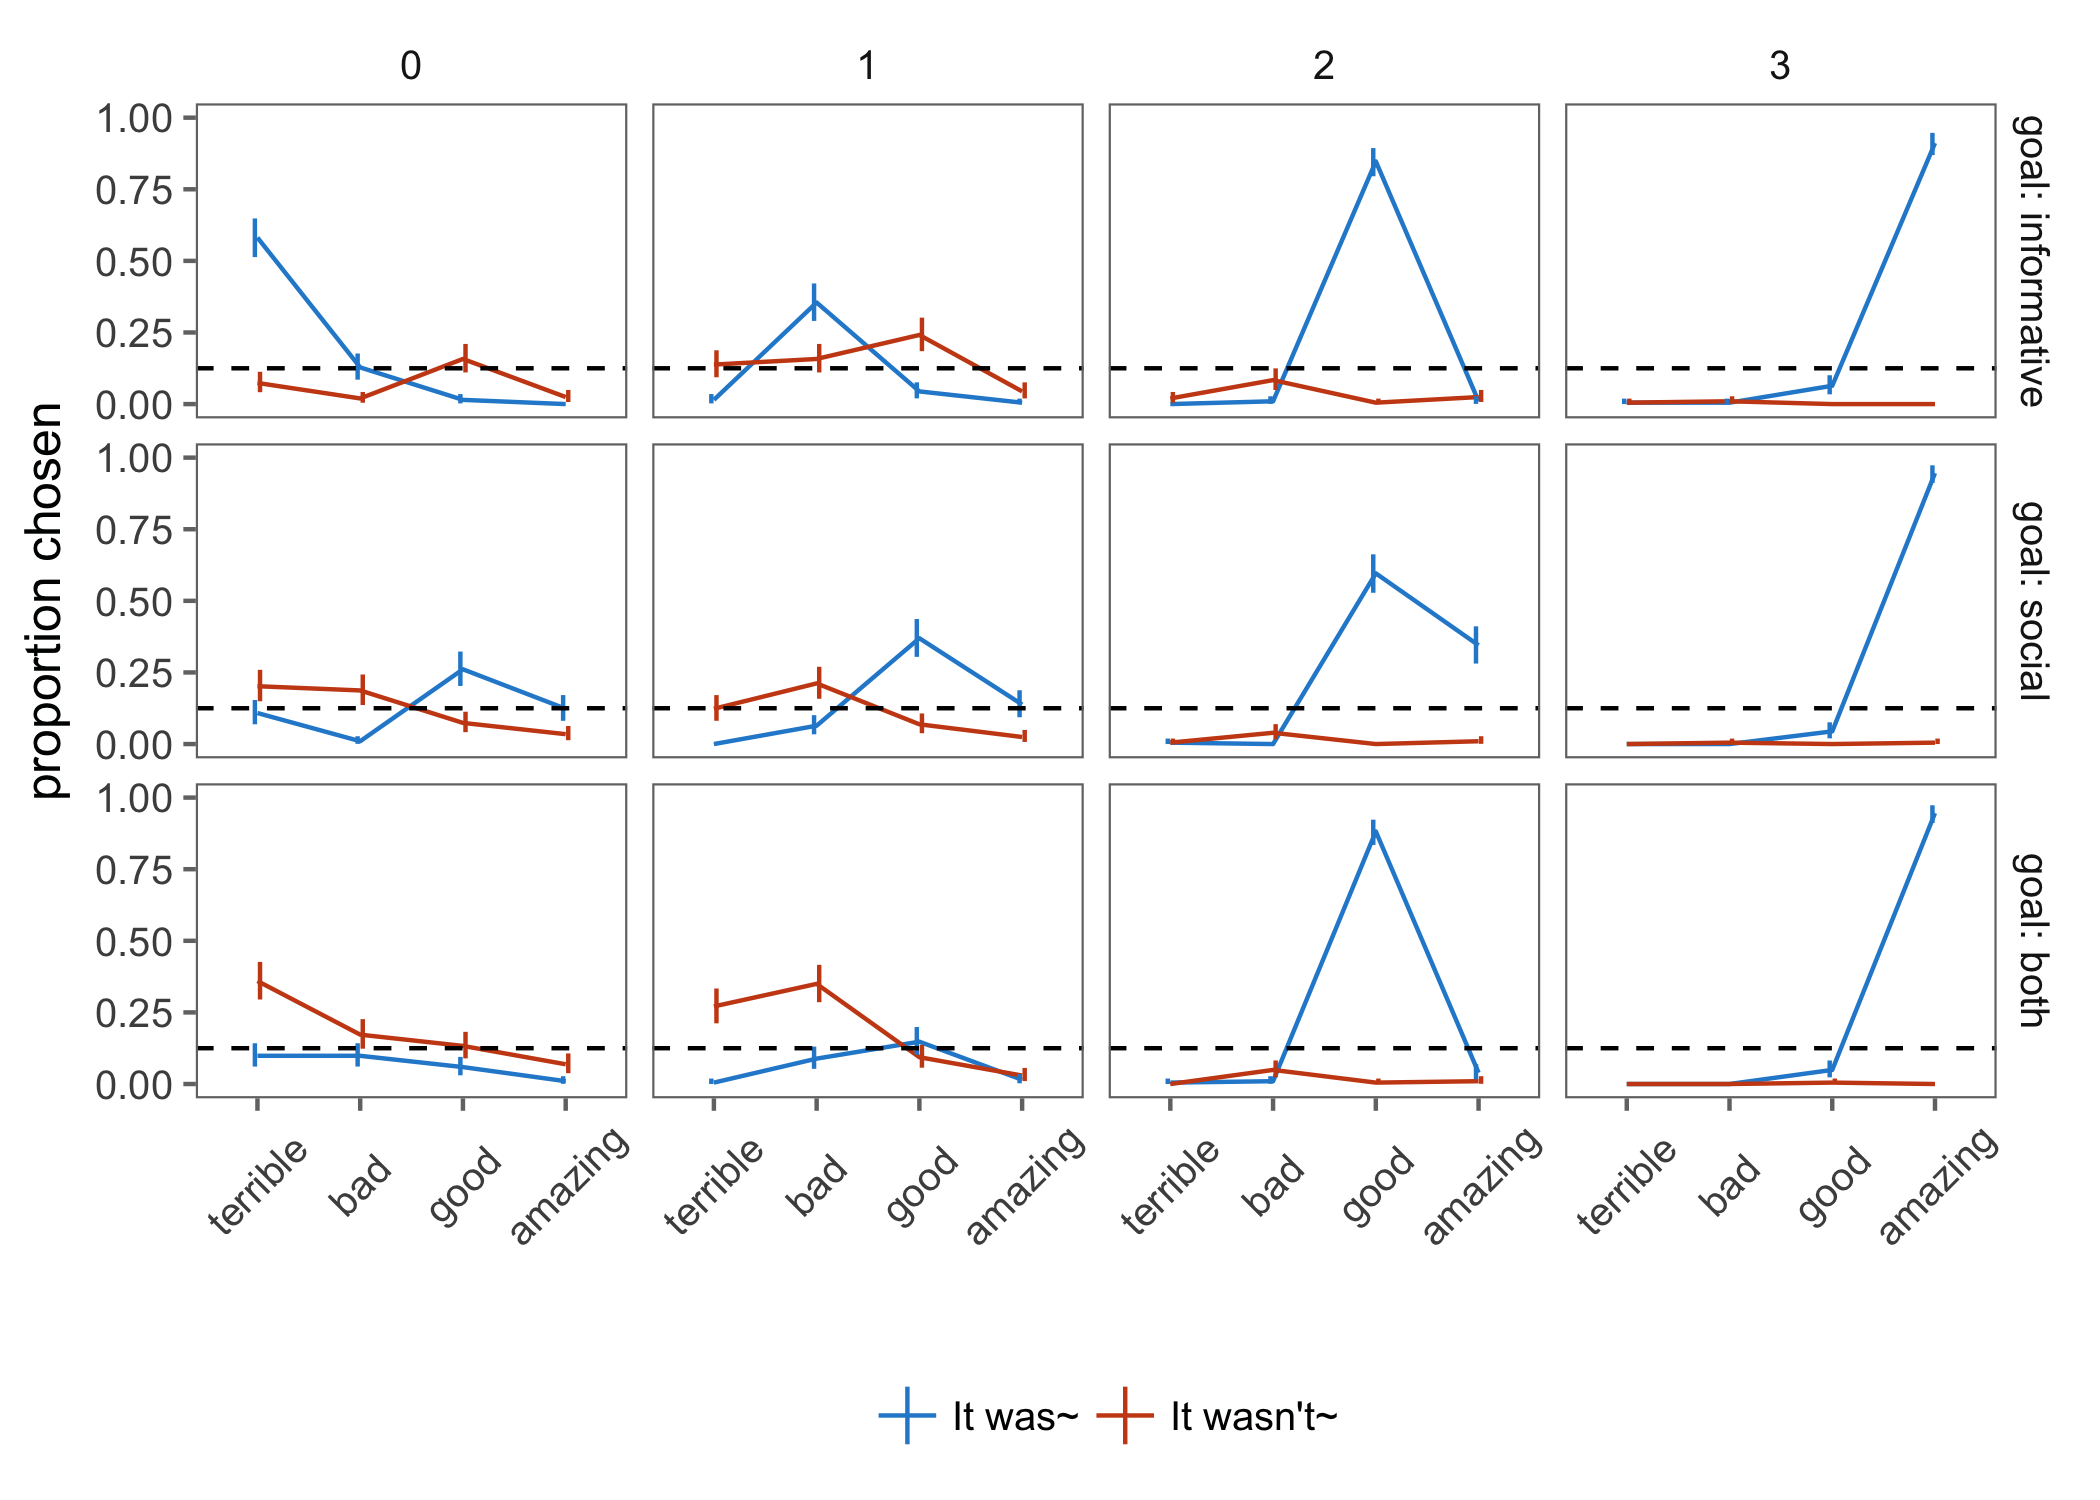 0 1 2 3
proportion chosen
1.00
0.75
0.50
0.25
0.00
goal: informative
1.00
0.75
0.50
0.25
0.00
goal: social
1.00
0.75
0.50
0.25
0.00
goal: both
terrible bad good amazing terrible bad good amazing terrible bad good amazing terrible bad good amazing
It was~ It wasn't~